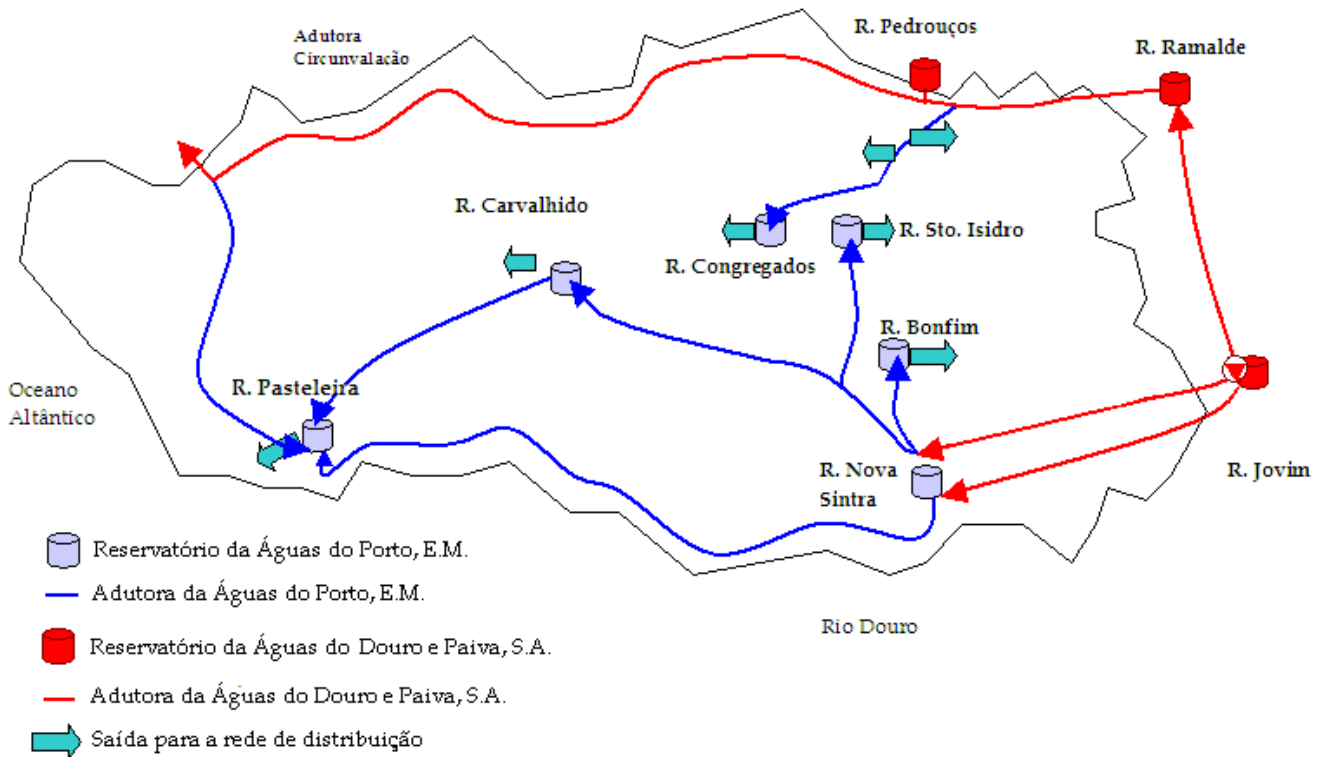 R. Pedrouços
Adutora
Circunvalacão
R. Ramalde
R. Carvalhido
R. Sto. Isidro
R. Congregados
R. Bonfim
Oceano
Altântico
R. Pasteleira
R. Nova
Sintra
R. Jovim
Reservatório da Águas do Porto, E.M.
Adutora da Águas do Porto, E.M.
Rio Douro
Reservatório da Águas do Douro e Paiva, S.A.
Adutora da Águas do Douro e Paiva, S.A.
Saída para a rede de distribuição